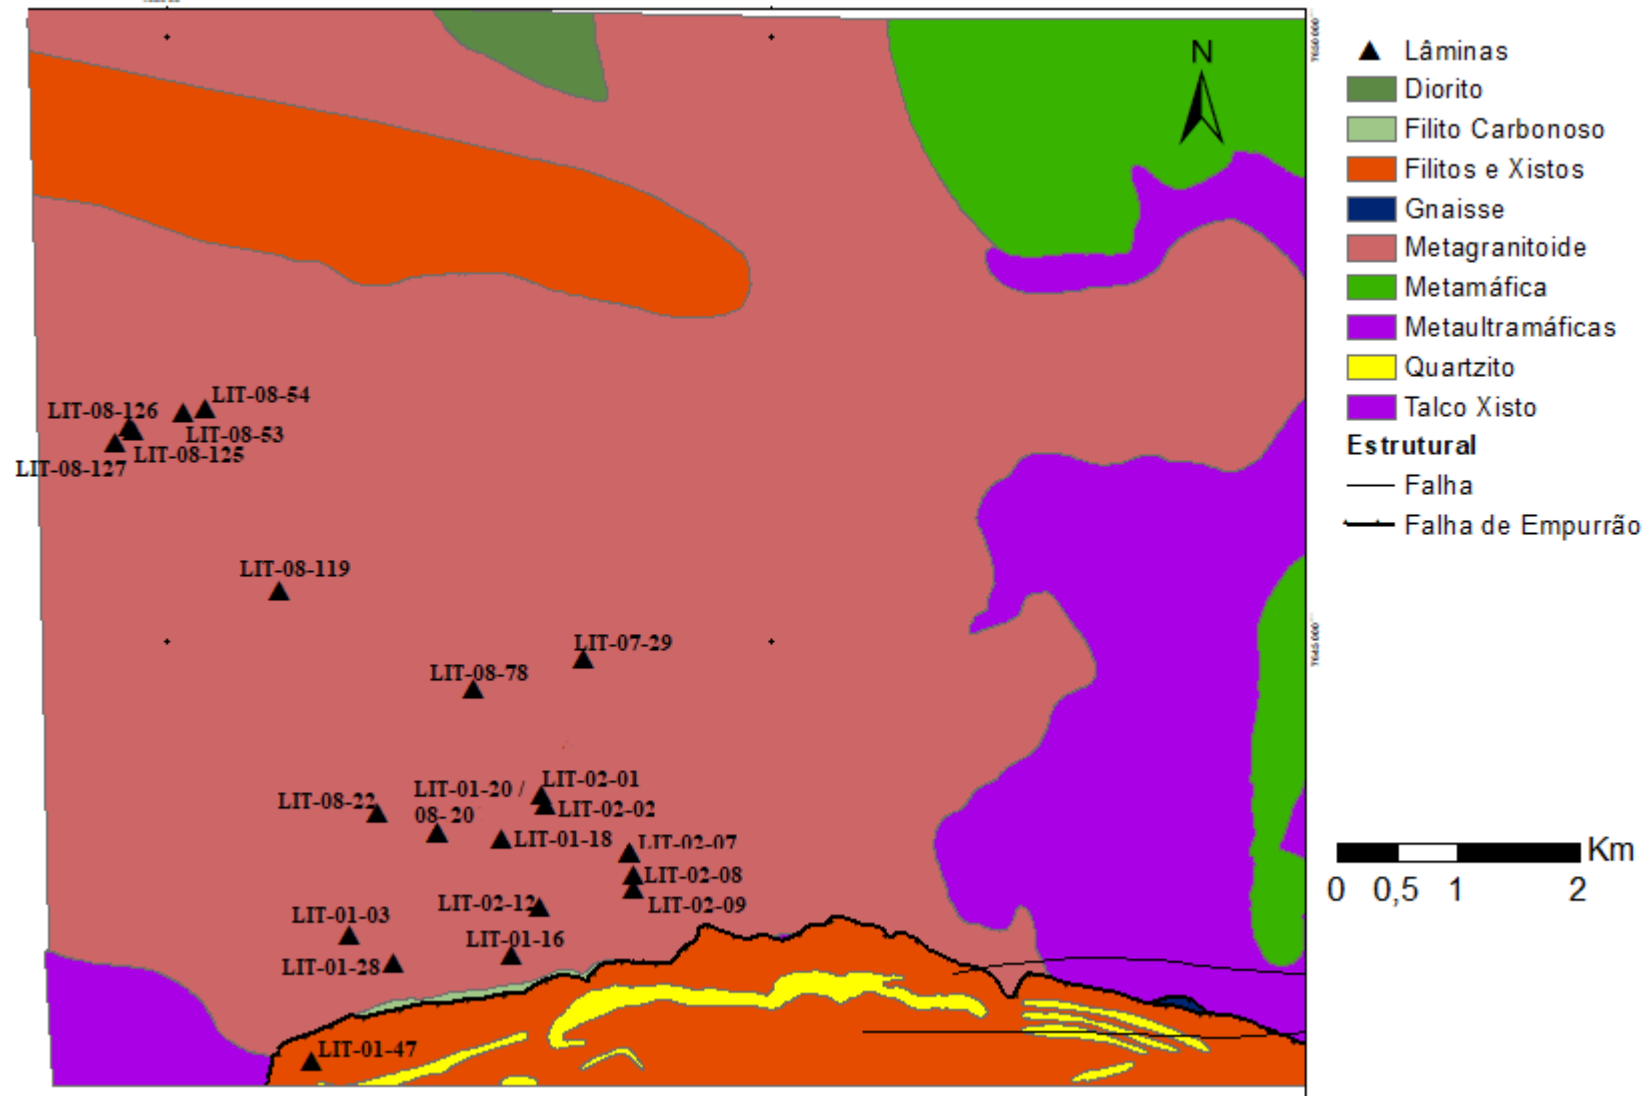 N
7650000
Lâminas
Diorito
Filito Carbonoso
Filitos e Xistos
Gnaisse
Metagranitoide
Metamáfica
Metaultramáficas
Quartzito
Talco Xisto
Estrutural
Falha
Falha de Empurrão
LIT-08-54
LIT-08-126
LIT-08-53
LIT-08-125
LIT-08-127
LIT-08-119
LIT-07-29
7645000
LIT-08-78
LIT-02-01
LIT-01-20 /
08-20
LIT-08-22
LIT-02-02
LIT-01-18
LIT-02-07
LIT-02-08
LIT-02-09
LIT-02-12
LIT-01-03
LIT-01-16
LIT-01-28
LIT-01-47
Km
0 0,5 1 2